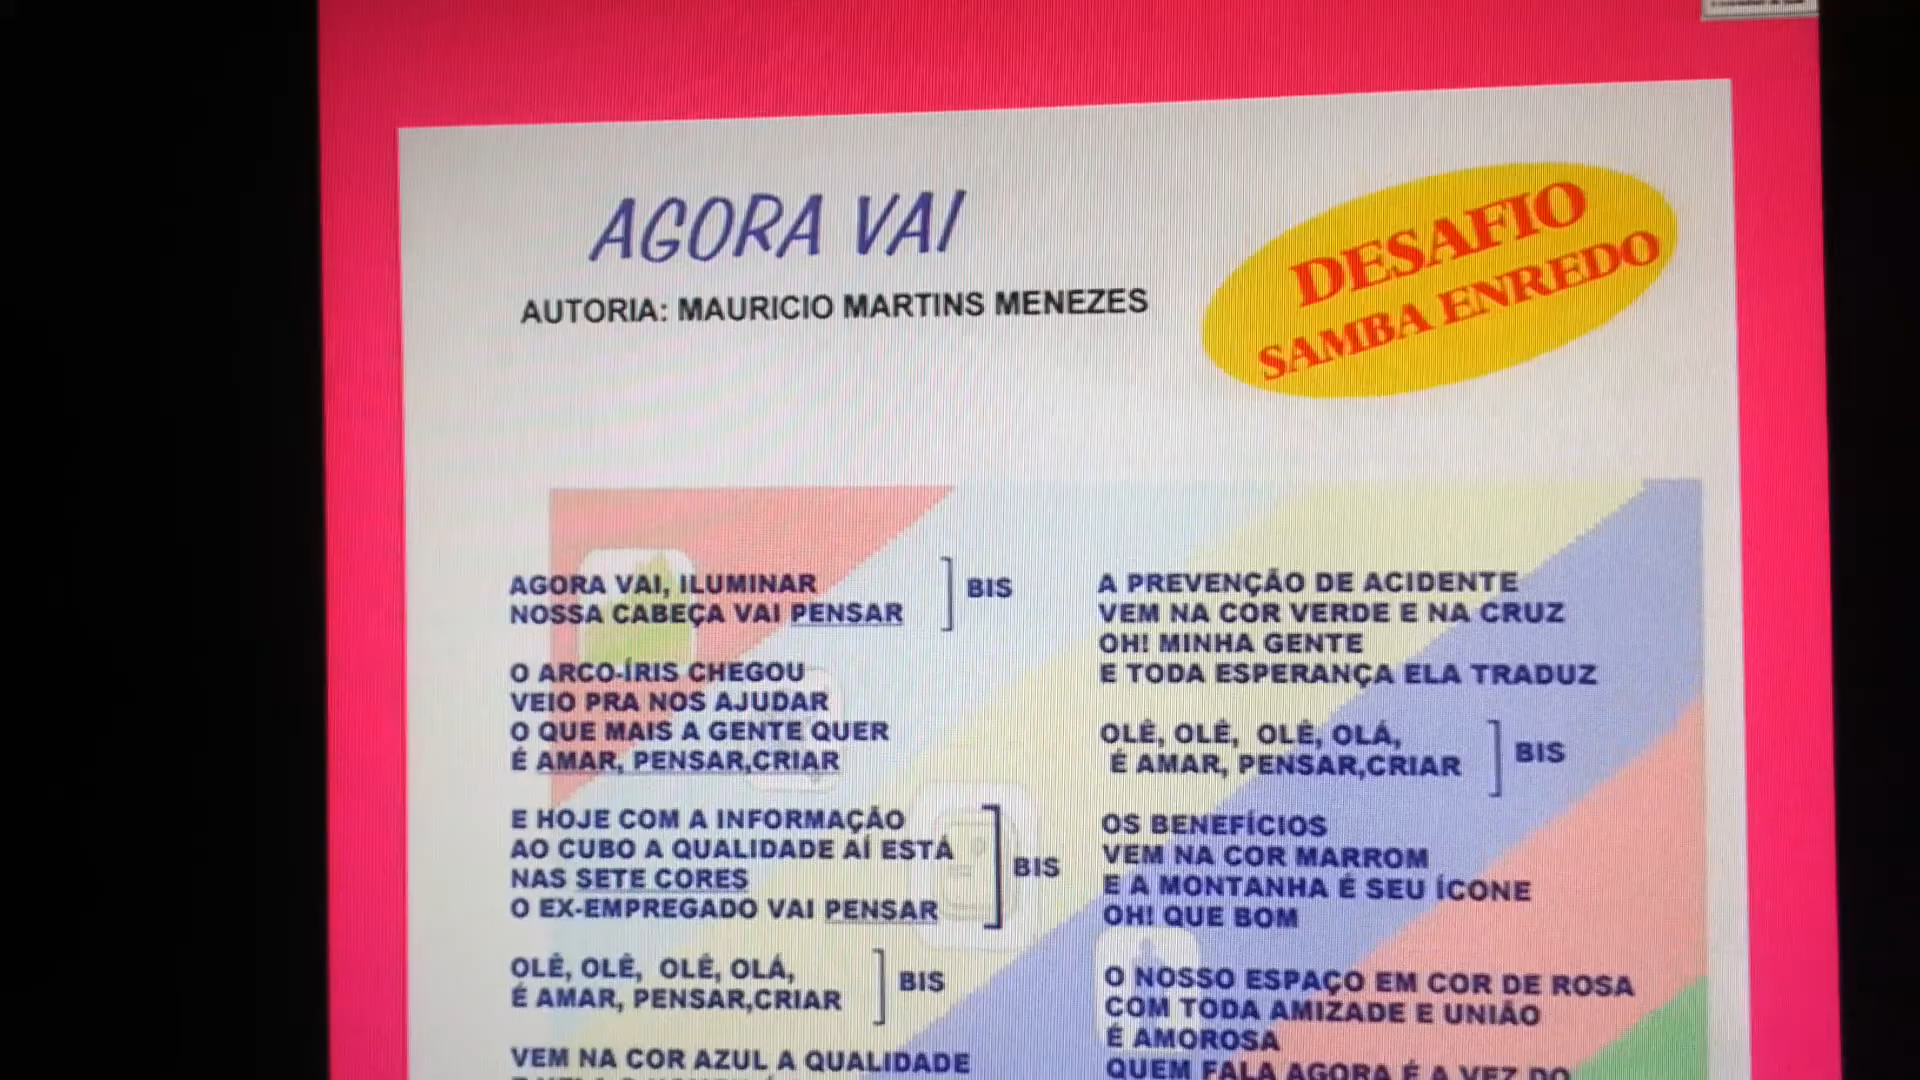 AGORA VAI
AUTORIA: MAURICIO MARTINS MENEZES
DESAFIO
SAMBA ENREDO
AGORA VAI, ILUMINAR
NOSSA CABEÇA VAI PENSAR
BIS
O ARCO-ÍRIS CHEGOU
VEIO PRA NOS AJUDAR
O QUE MAIS A GENTE QUER
É AMAR, PENSAR,CRIAR
E HOJE COM A INFORMAÇÃO
AO CUBO A QUALIDADE AÍ ESTÁ
NAS SETE CORES
O EX-EMPREGADO VAI PENSAR
BIS
OLÊ, OLÊ, OLÊ, OLÁ,
É AMAR, PENSAR,CRIAR
BIS
VEM NA COR AZUL A QUALIDADE
A PREVENÇÃO DE ACIDENTE
VEM NA COR VERDE E NA CRUZ
OH! MINHA GENTE
E TODA ESPERANÇA ELA TRADUZ
OLÊ, OLÊ, OLÊ, OLÁ,
É AMAR, PENSAR,CRIAR
BIS
OS BENEFÍCIOS
VEM NA COR MARROM
E A MONTANHA É SEU ÍCONE
OH! QUE BOM
O NOSSO ESPAÇO EM COR DE ROSA
COM TODA AMIZADE E UNIÃO
É AMOROSA
QUEM FALA AGORA É A VEZ DO